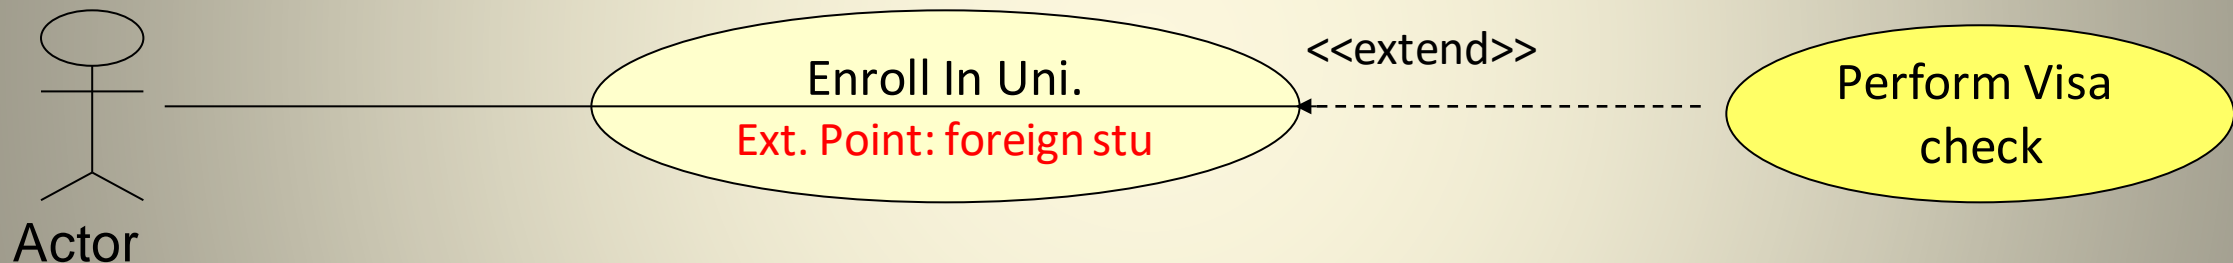 Enroll In Uni.
Ext. Point: foreign stu
<<extend>>
Perform Visa
check
Actor